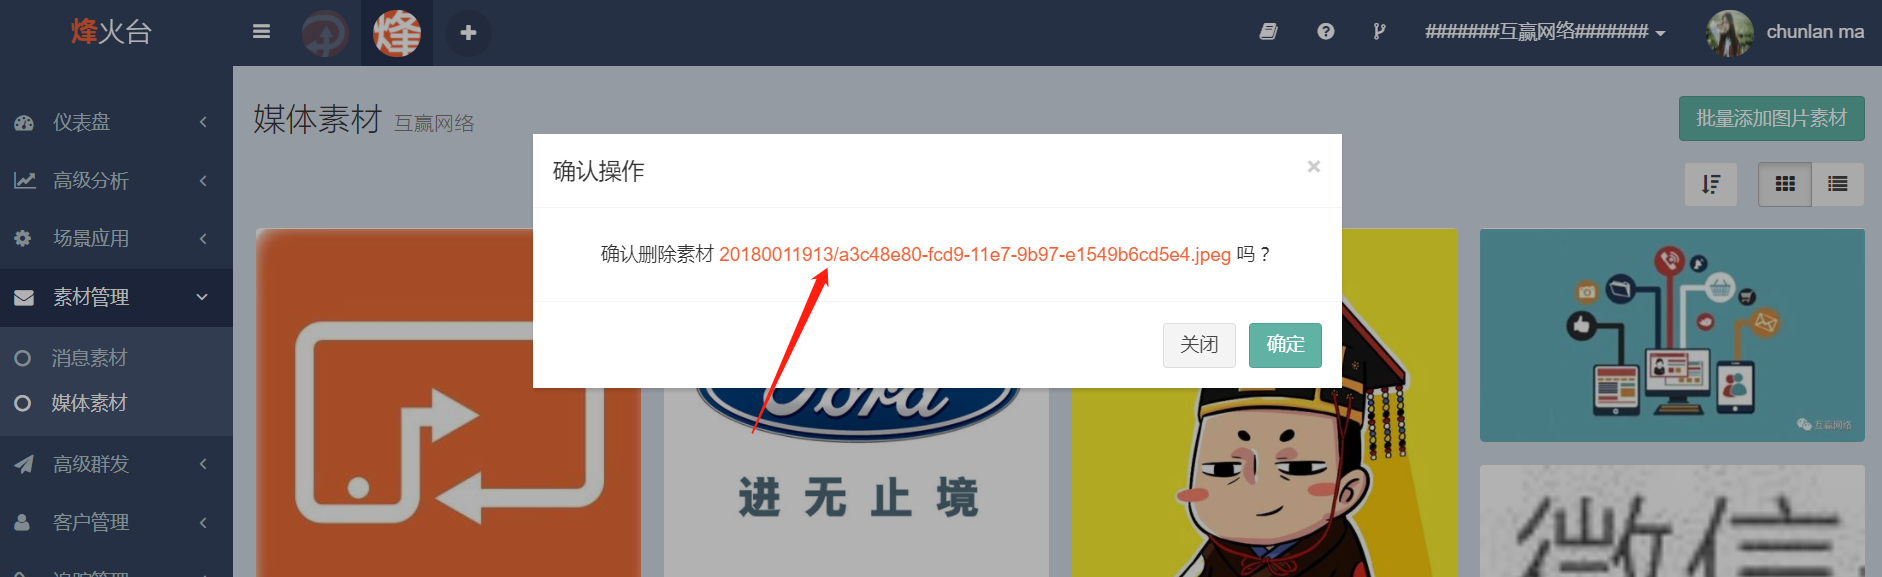 烽火台
烽
#######互赢网络#######
chunlan ma
仪表盘
高级分析
场景应用
素材管理
消息素材
媒体素材
高级群发
客户管理
媒体素材 互赢网络
批量添加图片素材
确认操作
×
确认删除素材 20180011913/a3c48e80-fcd9-11e7-9b97-e1549b6cd5e4.jpeg 吗？
关闭
确定
Ford
进无止境
互赢网络
微信